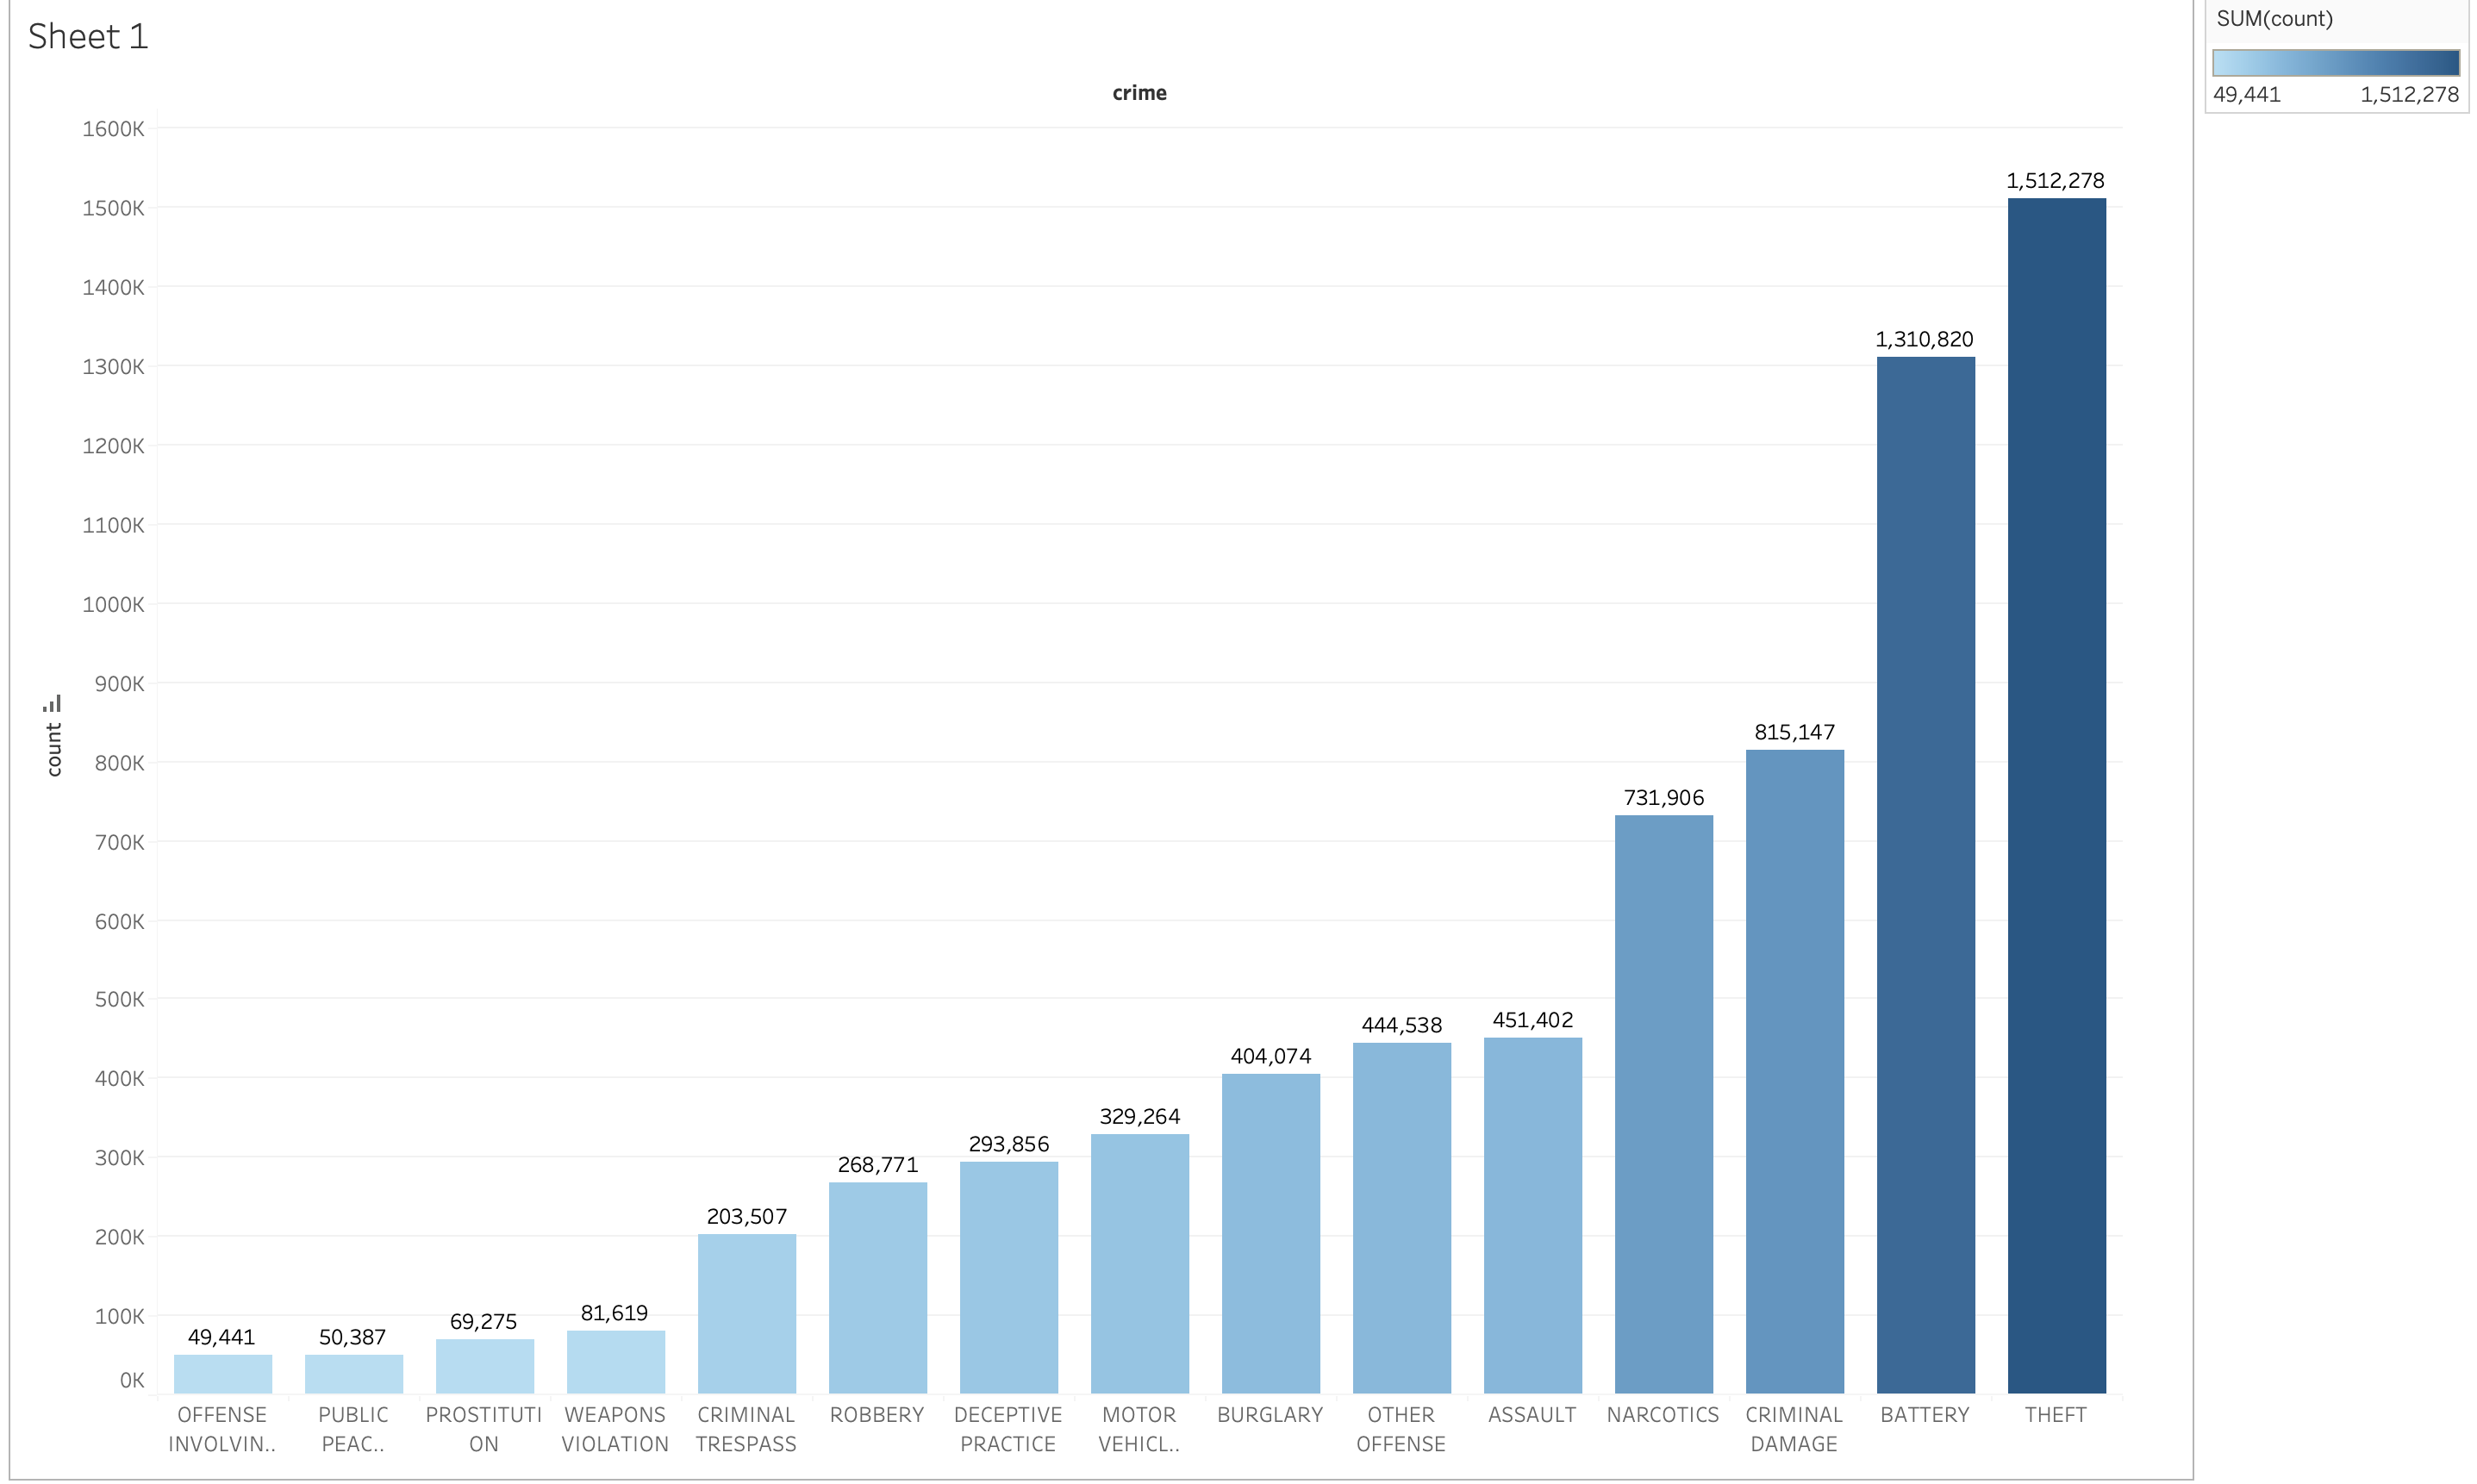 Sheet 1
SUM(count)
49,441 1,512,278
crime
1600K
1500K
1400K
1300K
1200K
1100K
1000K
900K
800K
700K
600K
500K
400K
300K
200K
100K
0K
count
49,441
50,387
69,275
81,619
203,507
268,771
293,856
329,264
404,074
444,538
451,402
731,906
815,147
1,310,820
1,512,278
OFFENSE
INVOLVIN..
PUBLIC
PEAC..
PROSTITUTI
ON
WEAPONS
VIOLATION
CRIMINAL
TRESPASS
ROBBERY
DECEPTIVE
PRACTICE
MOTOR
VEHICL..
BURGLARY
OTHER
OFFENSE
ASSAULT
NARCOTICS
CRIMINAL
DAMAGE
BATTERY
THEFT